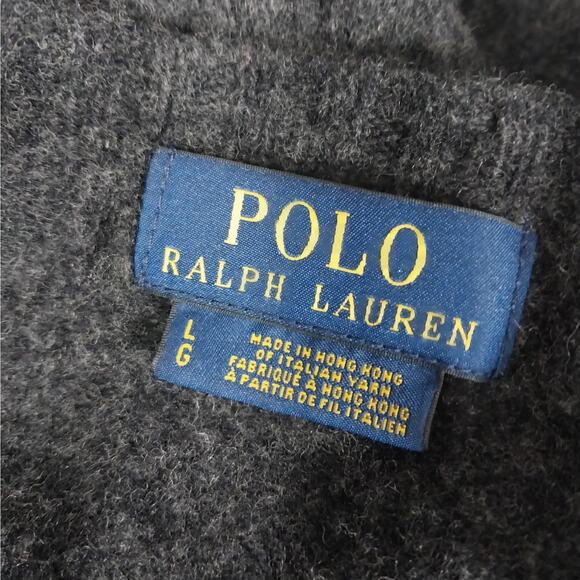 POLO
RALPH LAUREN
L
G
MADE IN HONG KONG
OF ITALIAN YARN
FABRIQUÉ À HONG KONG
À PARTIR DE FIL ITALIEN